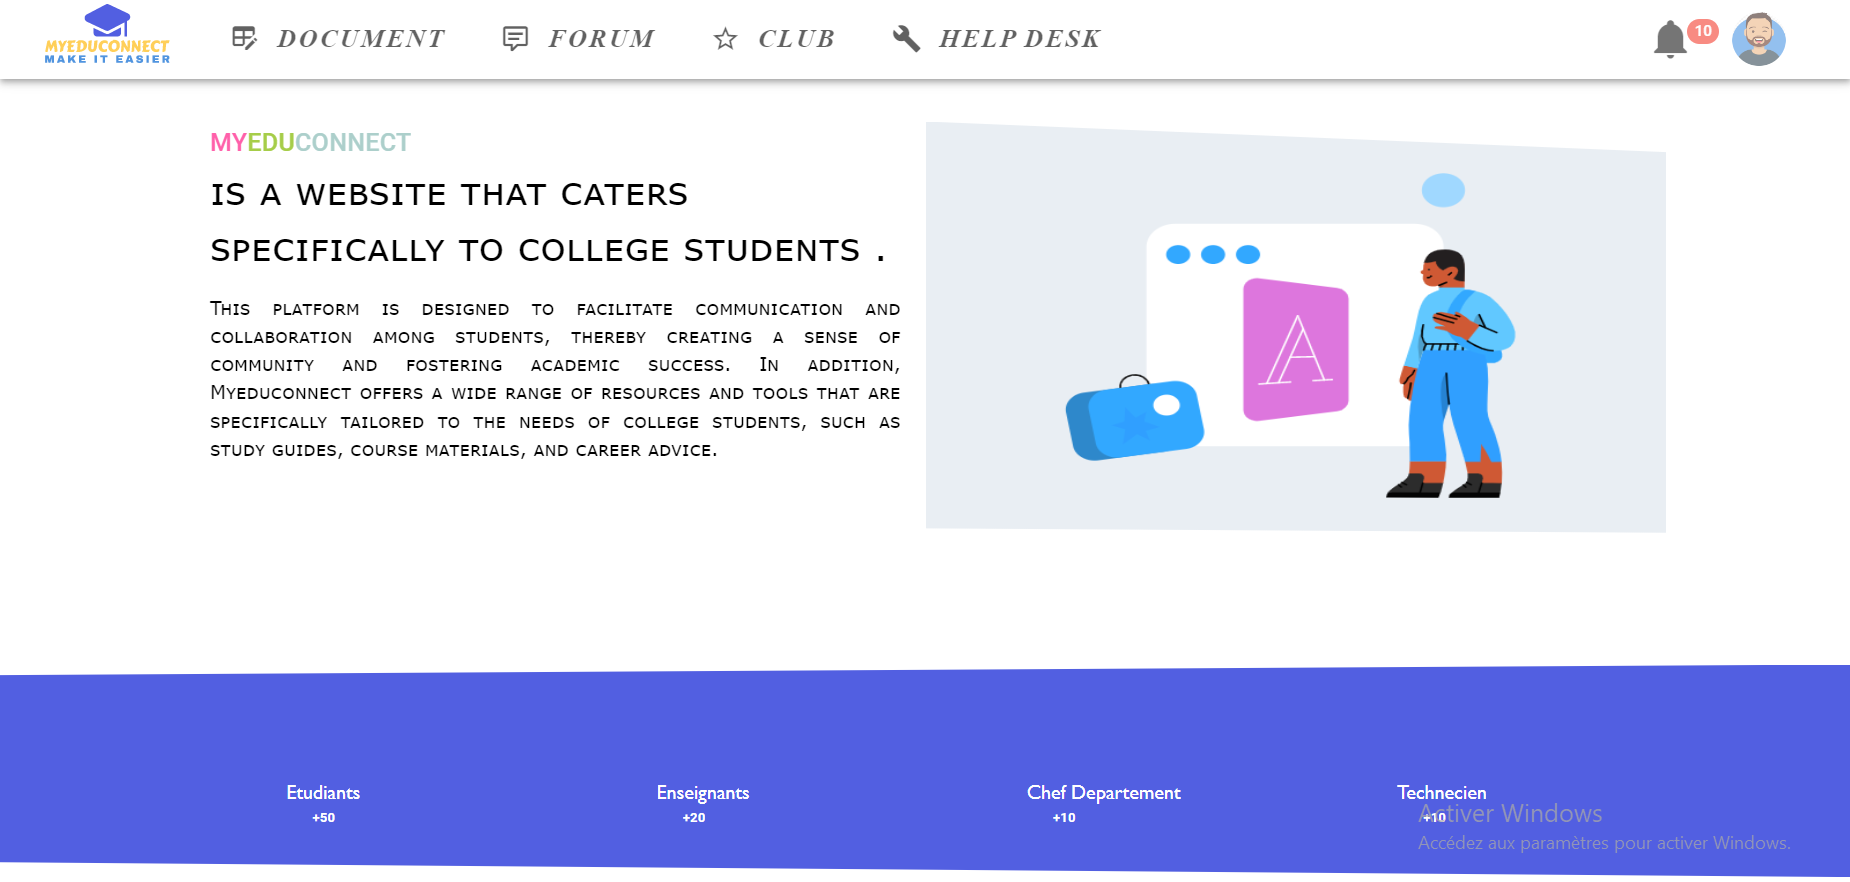 MYEDUCONNECT
MAKE IT EASIER
DOCUMENT
FORUM
CLUB
HELP DESK
10
MYEDUCONNECT
IS A WEBSITE THAT CATERS
SPECIFICALLY TO COLLEGE STUDENTS .
This platform is designed to facilitate communication and
collaboration among students, thereby creating a sense of
community and fostering academic success. In addition,
Myeduconnect offers a wide range of resources and tools that are
specifically tailored to the needs of college students, such as
study guides, course materials, and career advice.
A
Etudiants
+50
Enseignants
+20
Chef Departement
+10
Technecien
+10
Activer Windows
Accédez aux paramètres pour activer Windows.